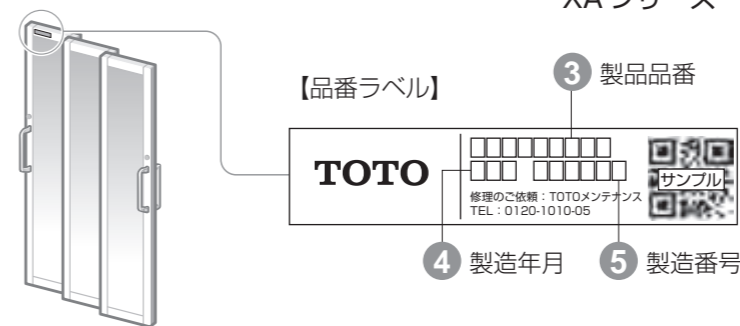 XAシリーズ
3 製品品番
【品番ラベル】
TOTO
サンプル
修理のご依頼：TOTOメンテナンス
TEL：0120-1010-05
4 製造年月
5 製造番号